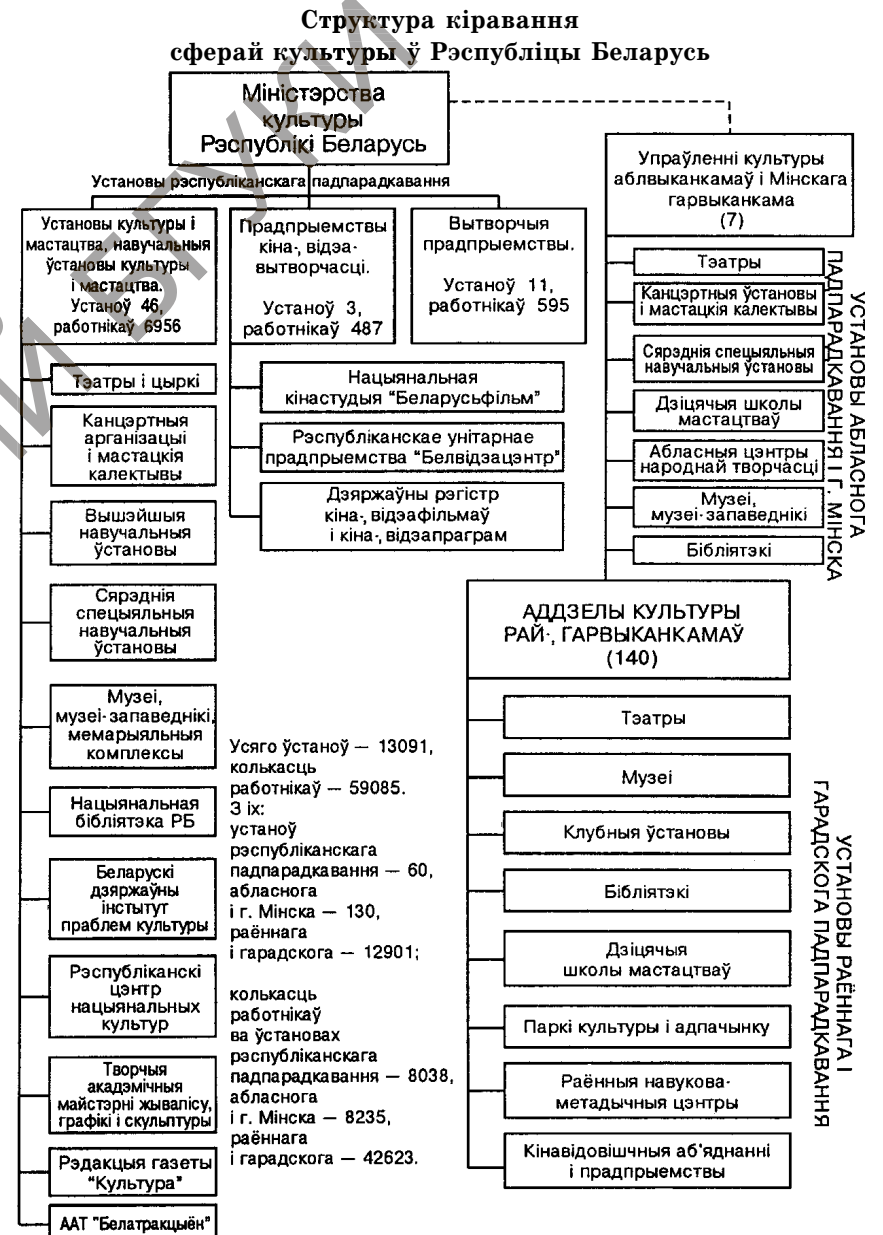 Структура кіравання
сферай культуры ў Рэспубліцы Беларусь
Міністэрства
культуры
Рэспублікі Беларусь
Установы рэспубліканскага падпарадкавання
Установы культуры і
мастацтва, навучальныя
ўстановы культуры
і мастацтва.
Устаноў 46,
работнікаў 6956
Прадпрыемствы
кіна-, відэа-
вытворчасці.
Устаноў 3,
работнікаў 487
Вытворчыя
прадпрыемствы.
Устаноў 11,
работнікаў 595
Упраўленні культуры
аблвыканкамаў і Мінскага
гарвыканкама
(7)
Тэатры і цыркі
Канцэртныя
арганізацыі
і мастацкія
калектывы
Вышэйшыя
навучальныя
ўстановы
Сярэднія
спецыяльныя
навучальныя
ўстановы
Музеі,
музеі-запаведнікі,
мемарыяльныя
комплексы
Нацыянальная
бібліятэка РБ
Беларускі
дзяржаўны
інстытут
праблем культуры
Рэспубліканскі
цэнтр
нацыянальных
культур
Творчыя
акадэмічныя
майстэрні жывапісу,
графікі і скульптуры
Рэдакцыя газеты
"Культура"
ААТ "Белатракцыён"
Нацыянальная
кінастудыя "Беларусьфільм"
Рэспубліканскае унітарнае
прадпрыемства "Белвідэацэнтр"
Дзяржаўны рэгістр
кіна-, відэафільмаў
і кіна-, відэапраграм
Усяго ўстаноў — 13091,
колькасць
работнікаў — 59085.
З іх:
устаноў
рэспубліканскага
падпарадкавання — 60,
абласнога
і г. Мінска — 130,
раённага
і гарадскога — 12901;
колькасць
работнікаў
ва ўстановах
рэспубліканскага
падпарадкавання — 8038,
абласнога
і г. Мінска — 8235,
раённага
і гарадскога — 42623.
Тэатры
Канцэртныя ўстановы
і мастацкія калектывы
Сярэднія спецыяльныя
навучальныя ўстановы
Дзіцячыя школы
мастацтваў
Абласныя цэнтры
народнай творчасці
Музеі,
музеі-запаведнікі
Бібліятэкі
УСТАНОВЫ АБЛАСНОГА
ПАДПАРАДКАВАННЯ І Г. МІНСКА
АДДЗЕЛЫ КУЛЬТУРЫ
РАЙ-, ГАРВЫКАНКАМАЎ
(140)
Тэатры
Музеі
Клубныя ўстановы
Бібліятэкі
Дзіцячыя
школы мастацтваў
Паркі культуры і адпачынку
Раённыя навукова-
метадычныя цэнтры
Кінавідовішчныя аб'яднанні
і прадпрыемствы
УСТАНОВЫ РАЁННАГА І
ГАРАДСКОГА ПАДПАРАДКАВАННЯ
БГУКИ